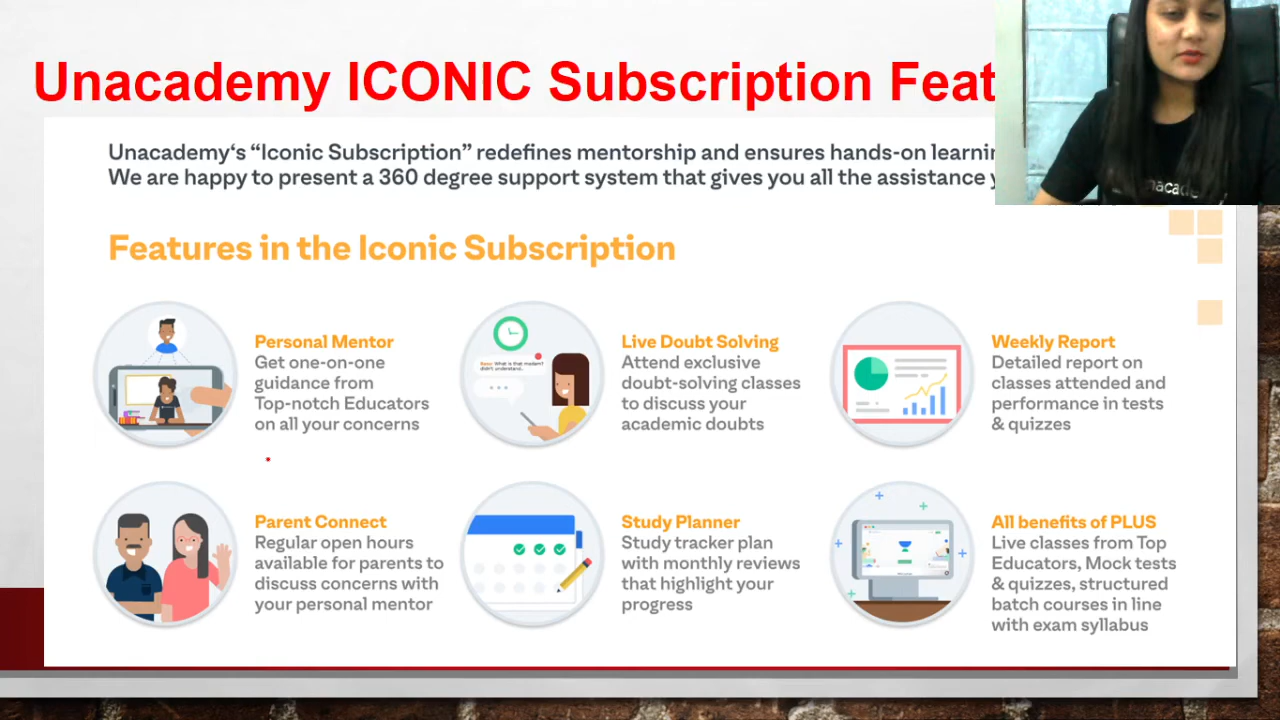 Unacademy ICONIC Subscription
Unacademy‘s “Iconic Subscription” redefines mentorship and ensures hands-on
We are happy to present a 360 degree support system that gives you all the assistance
Features in the Iconic Subscription
Personal Mentor
Get one-on-one
guidance from
Top-notch Educators
on all your concerns
Live Doubt Solving
Attend exclusive
doubt-solving classes
to discuss your
academic doubts
Weekly Report
Detailed report on
classes attended and
performance in tests
& quizzes
Parent Connect
Regular open hours
available for parents to
discuss concerns with
your personal mentor
Study Planner
Study tracker plan
with monthly reviews
that highlight your
progress
All benefits of PLUS
Live classes from Top
Educators, Mock tests
& quizzes, structured
batch courses in line
with exam syllabus